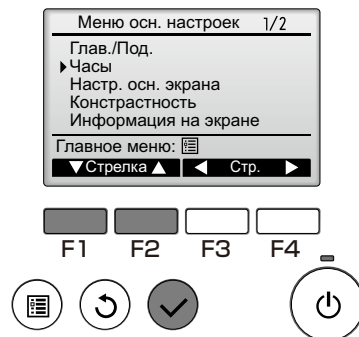 Меню осн. настроек 1/2
Глав./Под.
Часы
Настр. осн. экрана
Констрастность
Информация на экране
Главное меню:
▼Стрелка▲ ◀ Стр. ▶
F1 F2 F3 F4